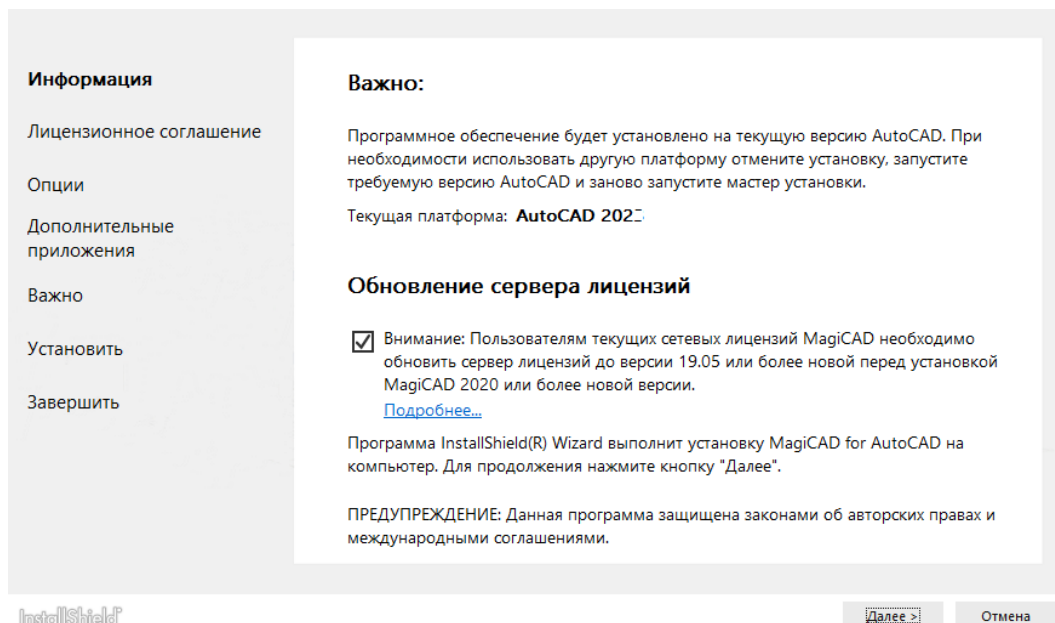 Информация
Лицензионное соглашение
Опции
Дополнительные
приложения
Важно
Установить
Завершить
Важно:
Программное обеспечение будет установлено на текущую версию AutoCAD. При
необходимости использовать другую платформу отмените установку, запустите
требуемую версию AutoCAD и заново запустите мастер установки.
Текущая платформа: AutoCAD
Обновление сервера лицензий
Внимание: Пользователям текущих сетевых лицензий MagiCAD необходимо
обновить сервер лицензий до версии 19.05 или более новой перед установкой
MagiCAD 2020 или более новой версии.
Подробнее...
Программа InstallShield(R) Wizard выполнит установку MagiCAD for AutoCAD на
компьютер. Для продолжения нажмите кнопку "Далее".
ПРЕДУПРЕЖДЕНИЕ: Данная программа защищена законами об авторских правах и
международными соглашениями.
InstallShield
Далее >
Отмена